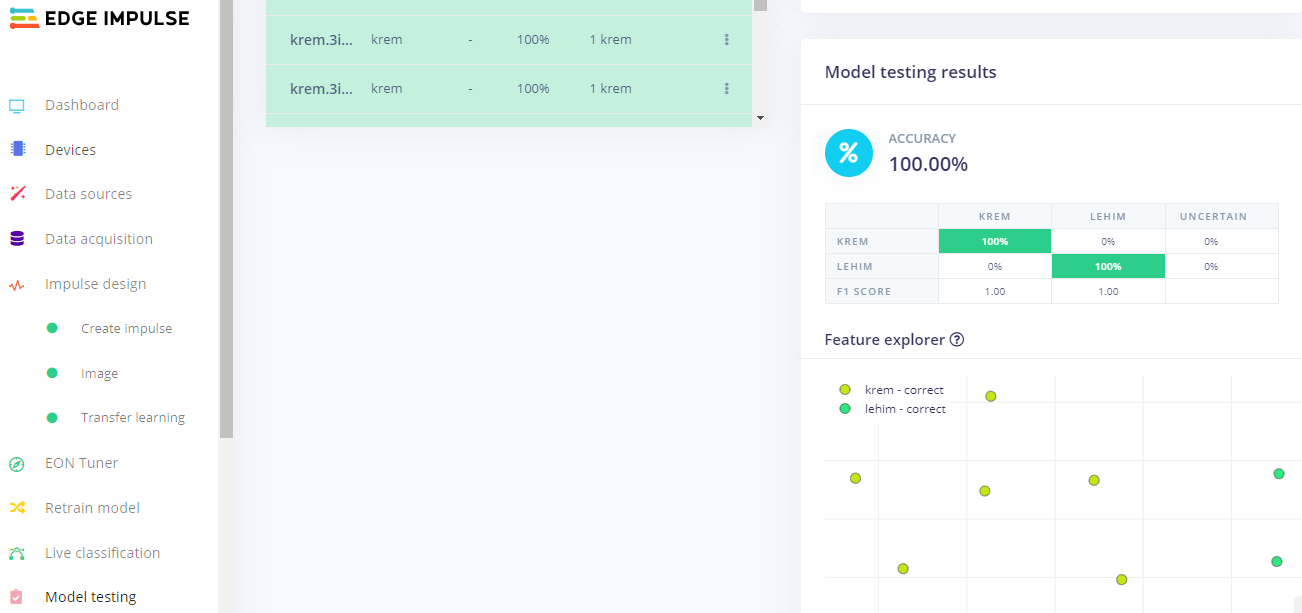 EDGE IMPULSE
Dashboard
Devices
Data sources
Data acquisition
Impulse design
Create impulse
Image
Transfer learning
EON Tuner
Retrain model
Live classification
Model testing
krem.3i... krem - 100% 1 krem
krem.3i... krem - 100% 1 krem
Model testing results
%
ACCURACY
100.00%
KREM LEHIM UNCERTAIN
KREM 100% 0% 0%
LEHIM 0% 100% 0%
F1 SCORE 1.00 1.00
Feature explorer ?
krem - correct
lehim - correct